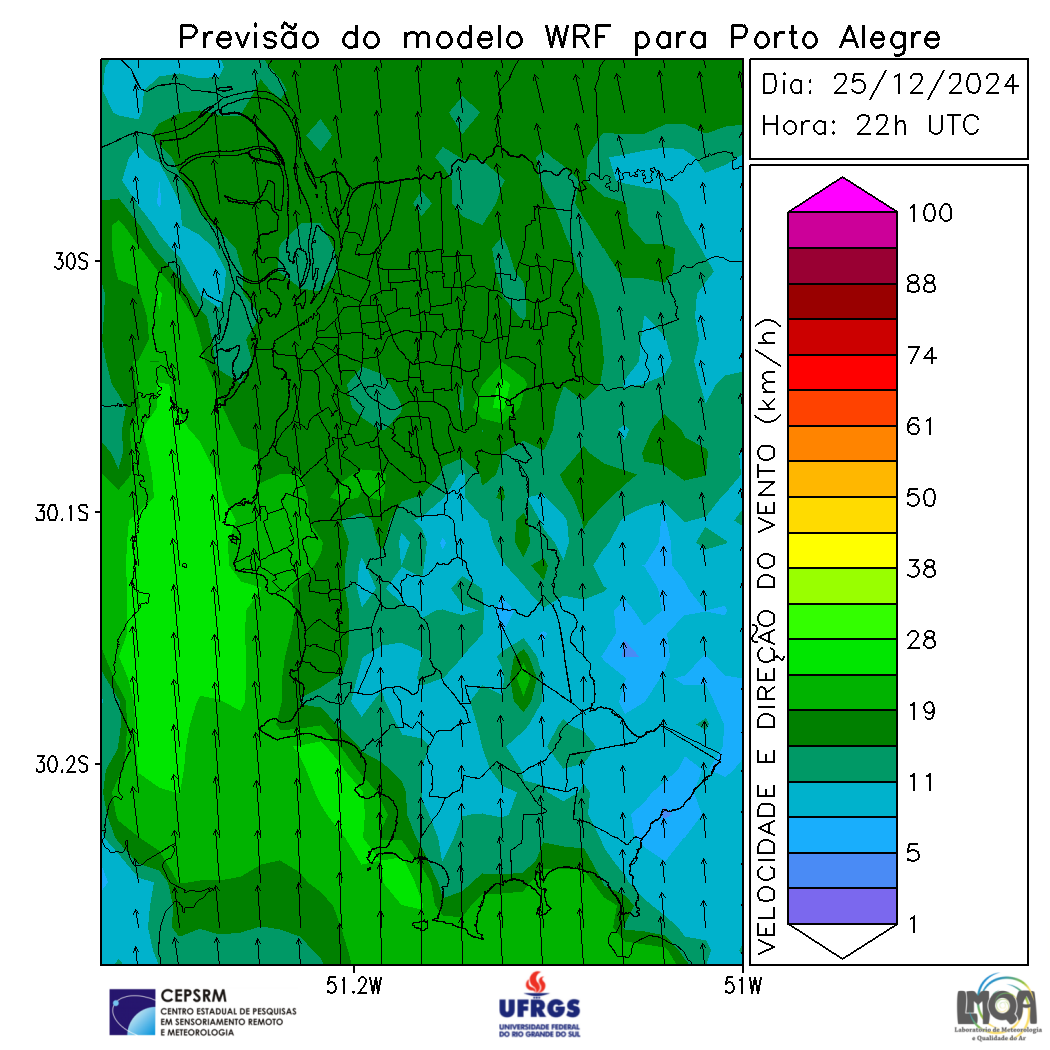 Previsão do modelo WRF para Porto Alegre
Dia: 25/12/2024
Hora: 22h UTC
30S
30.1S
30.2S
51.2W
51W
VELOCIDADE E DIREÇÃO DO VENTO (km/h)
100
88
74
61
50
38
28
19
11
5
1
CEPSRM
CENTRO ESTADUAL DE PESQUISAS
EM SENSORIAMENTO REMOTO
E METEOROLOGIA
UFRGS
UNIVERSIDADE FEDERAL
DO RIO GRANDE DO SUL
LMQA
Laboratório de Meteorologia
e Qualidade do Ar